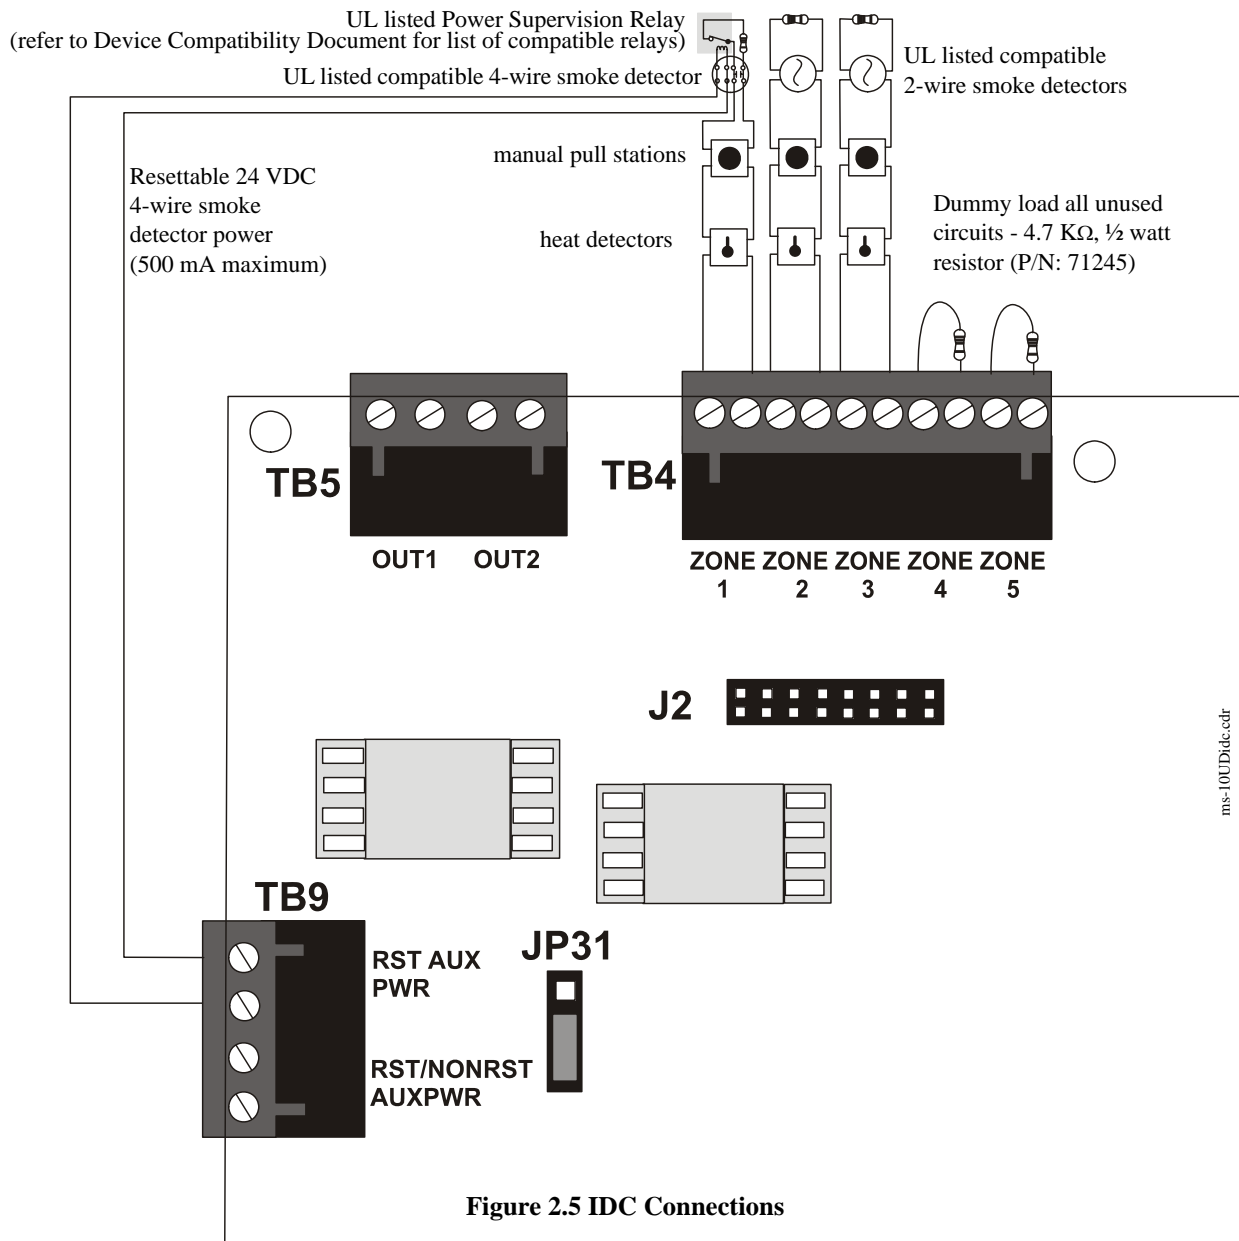 UL listed Power Supervision Relay
(refer to Device Compatibility Document for list of compatible relays)
UL listed compatible 4-wire smoke detector
UL listed compatible
2-wire smoke detectors
manual pull stations
Resettable 24 VDC
4-wire smoke
detector power
(500 mA maximum)
heat detectors
Dummy load all unused
circuits - 4.7 KΩ, ½ watt
resistor (P/N: 71245)
TB5
TB4
OUT1 OUT2
ZONE ZONE ZONE ZONE ZONE
1 2 3 4 5
J2
ms-10UDidc.cdr
TB9
JP31
RST AUX
PWR
RST/NONRST
AUXPWR
Figure 2.5 IDC Connections